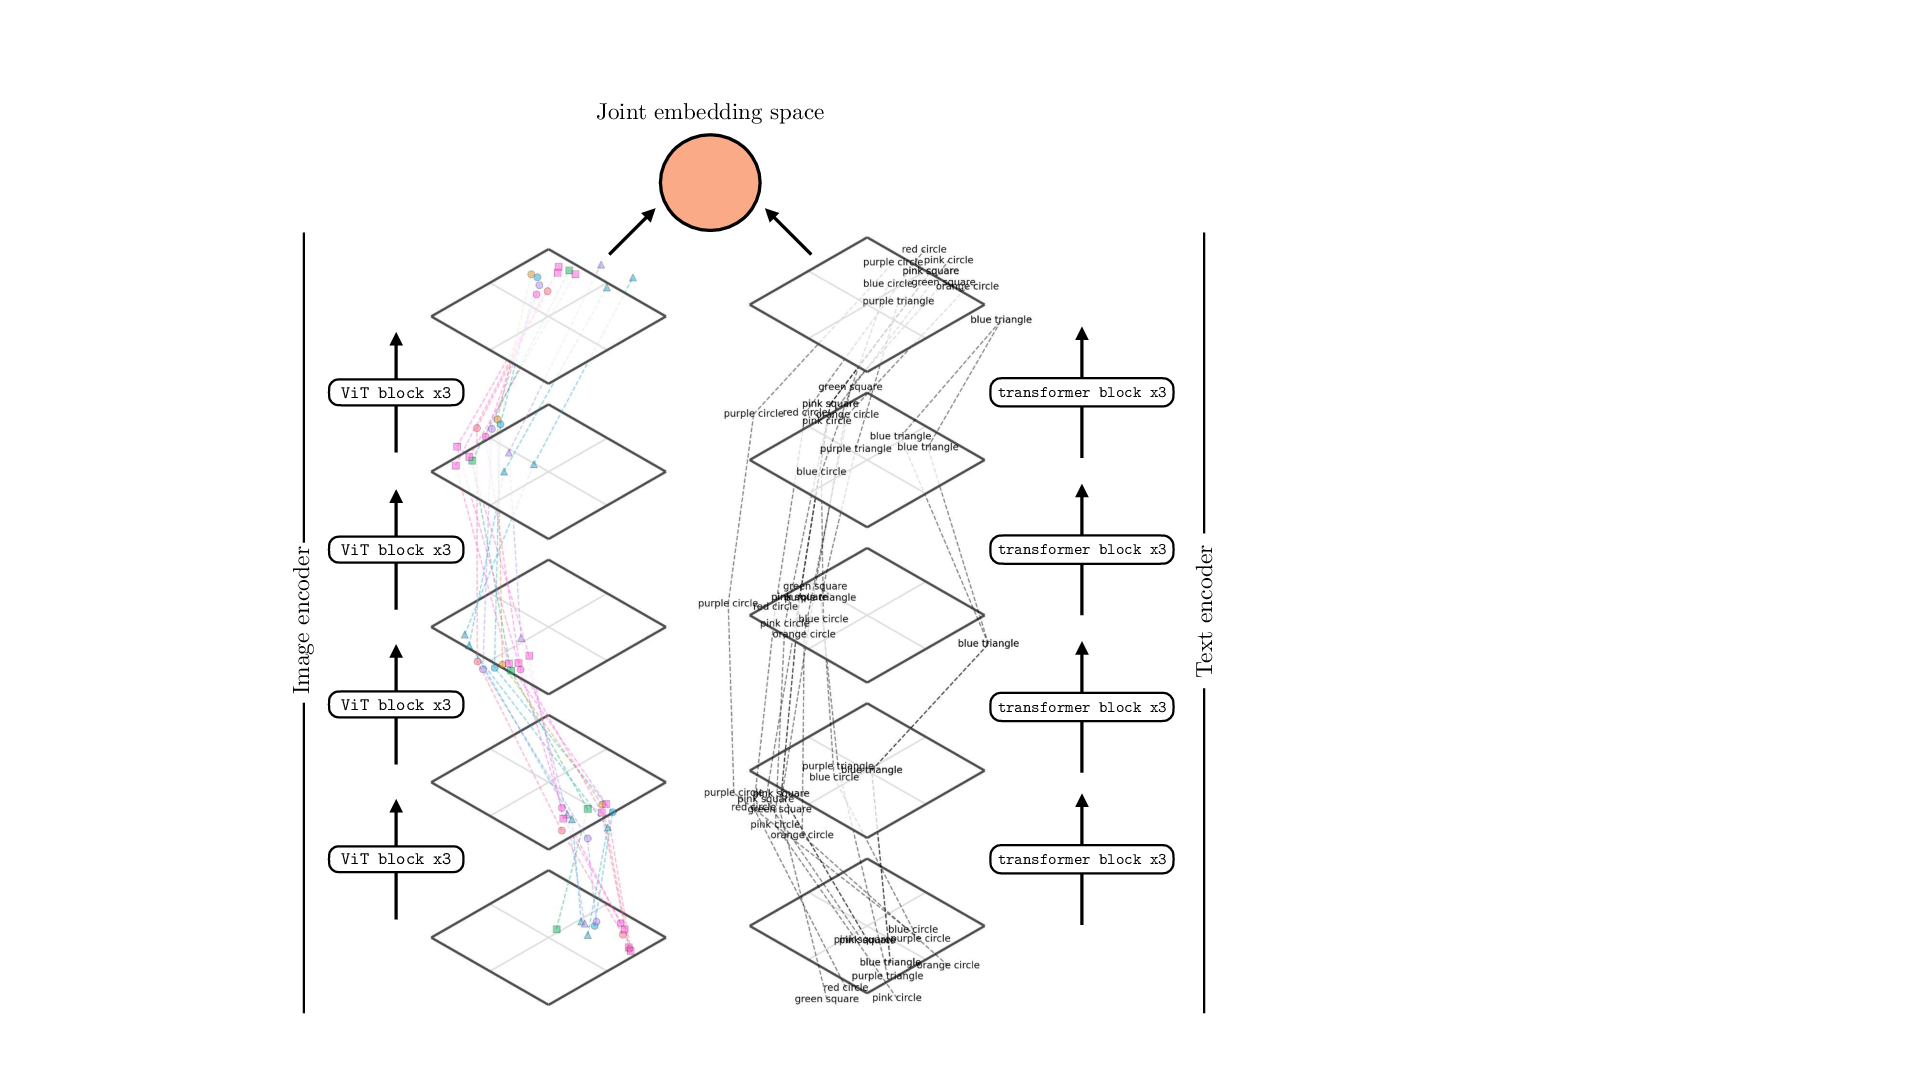 Joint embedding space
red circle
purple circle
pink circle
pink square
blue circle
green square
orange circle
purple triangle
blue triangle
ViT block x3
transformer block x3
green square
pink square
purple circle
red circle
orange circle
pink circle
blue triangle
purple triangle
blue triangle
blue circle
ViT block x3
transformer block x3
Image encoder
Text encoder
green square
pink square
purple triangle
purple circle
red circle
blue circle
pink circle
orange circle
blue triangle
ViT block x3
transformer block x3
purple triangle
blue triangle
blue circle
purple circle
pink square
pink square
red circle
green square
pink circle
orange circle
ViT block x3
transformer block x3
blue circle
pink square
purple circle
blue triangle
orange circle
purple triangle
red circle
green square
pink circle